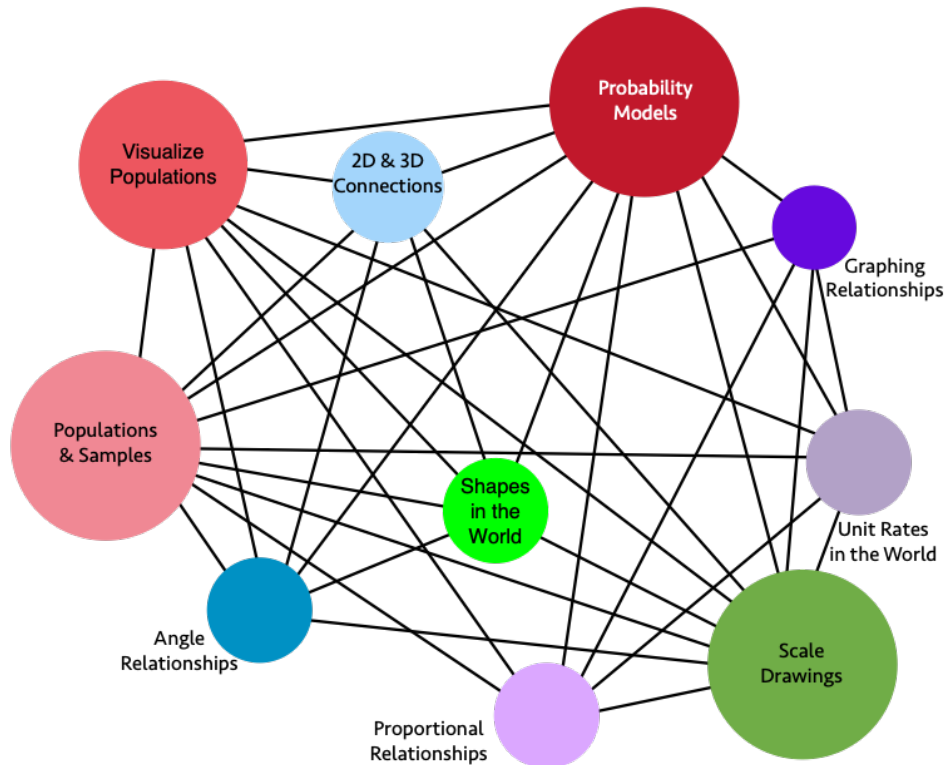 Probability
Models
Visualize
Populations
2D & 3D
Connections
Graphing
Relationships
Populations
& Samples
Shapes
in the
World
Unit Rates
in the World
Angle
Relationships
Scale
Drawings
Proportional
Relationships